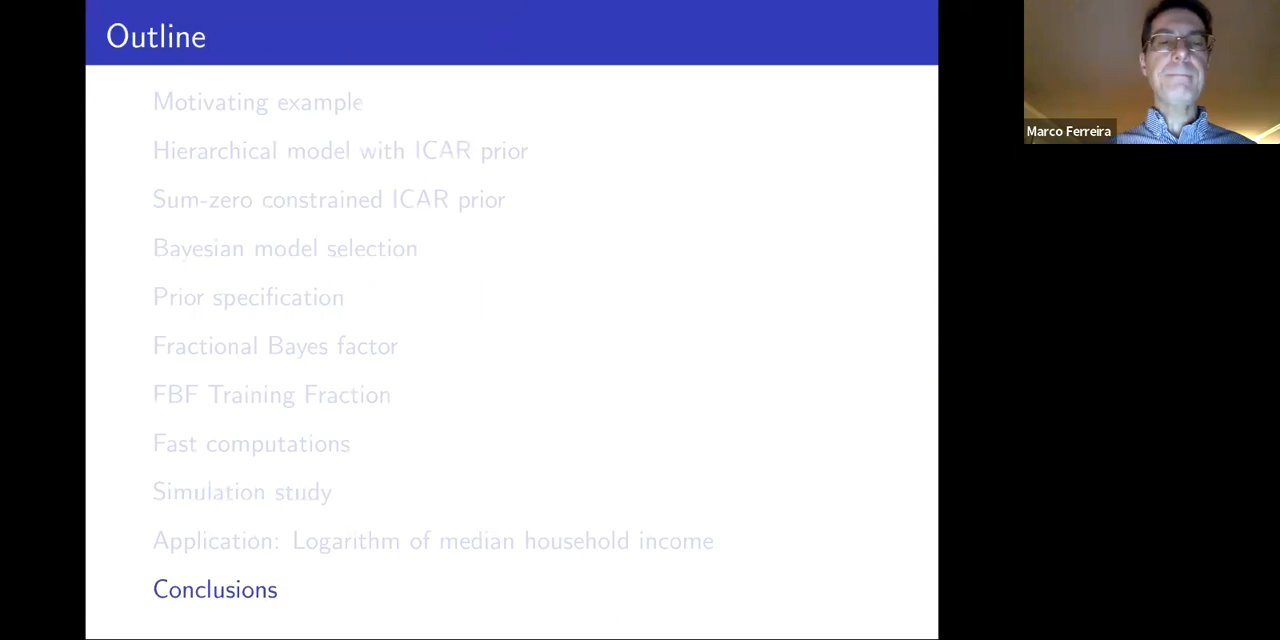 Outline
Motivating example
Hierarchical model with ICAR prior
Sum-zero constrained ICAR prior
Bayesian model selection
Prior specification
Fractional Bayes factor
FBF Training Fraction
Fast computations
Simulation study
Application: Logarithm of median household income
Conclusions
Marco Ferreira